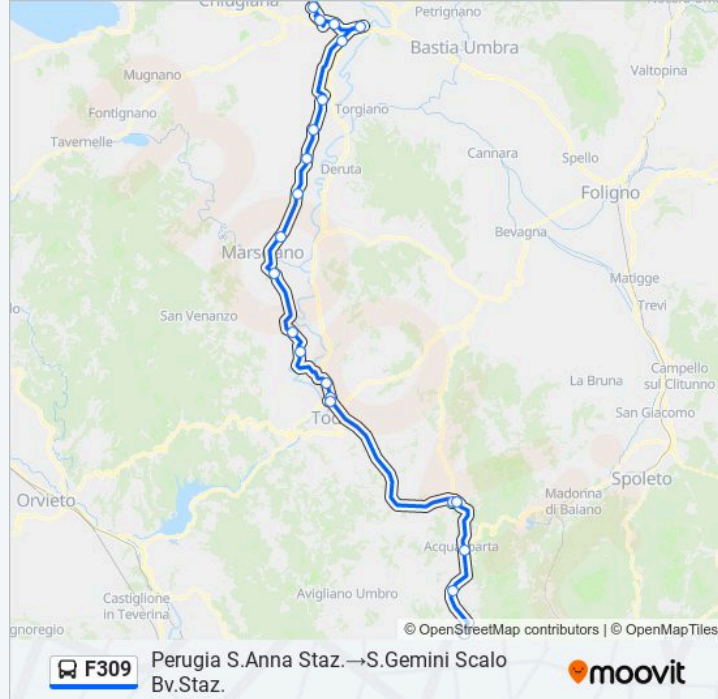 Petrignano
Bastia Umbra
Valtopina
Mugnano
Torgiano
Fontignano
Tavernelle
Cannara
Spello
Deruta
Foligno
Bevagna
Marsciano
Matigge
Trevi
San Venanzo
Campello
sul Clitunno
La Bruna
San Giacomo
Todi
Spoleto
Orvieto
Madonna
di Baiano
Acquasparta
Avigliano Umbro
Castiglione
in Teverina
© OpenStreetMap contributors | © OpenMapTiles
F309
Perugia S.Anna Staz.→S.Gemini Scalo
Bv.Staz.
moovit